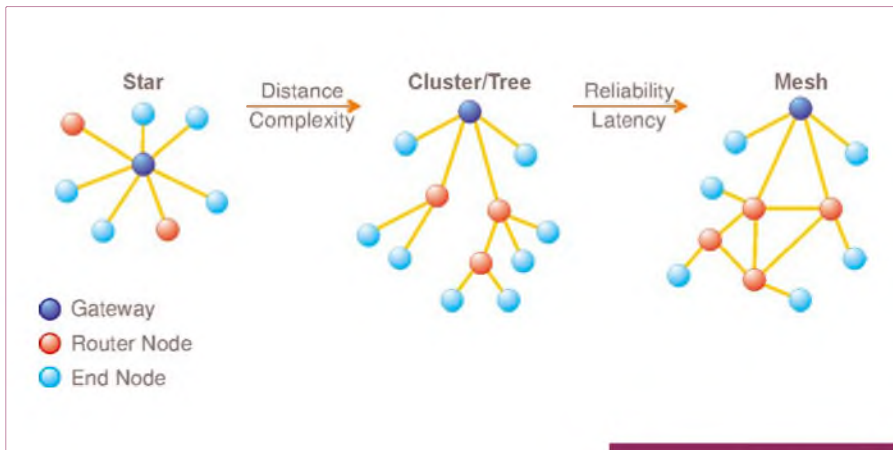 Star
Distance
Complexity
Cluster/Tree
Reliability
Latency
Mesh
Gateway
Router Node
End Node